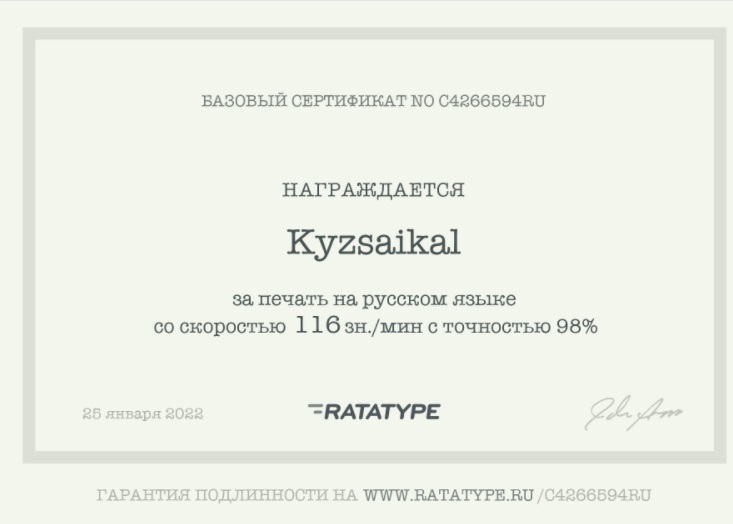 БАЗОВЫЙ СЕРТИФИКАТ NO C4266594RU
НАГРАЖДАЕТСЯ
Kyzsaikal
за печать на русском языке
со скоростью 116 зн./мин с точностью 98%
25 января 2022
RATATYPE
ГАРАНТИЯ ПОДЛИННОСТИ НА WWW.RATATYPE.RU /C4266594RU